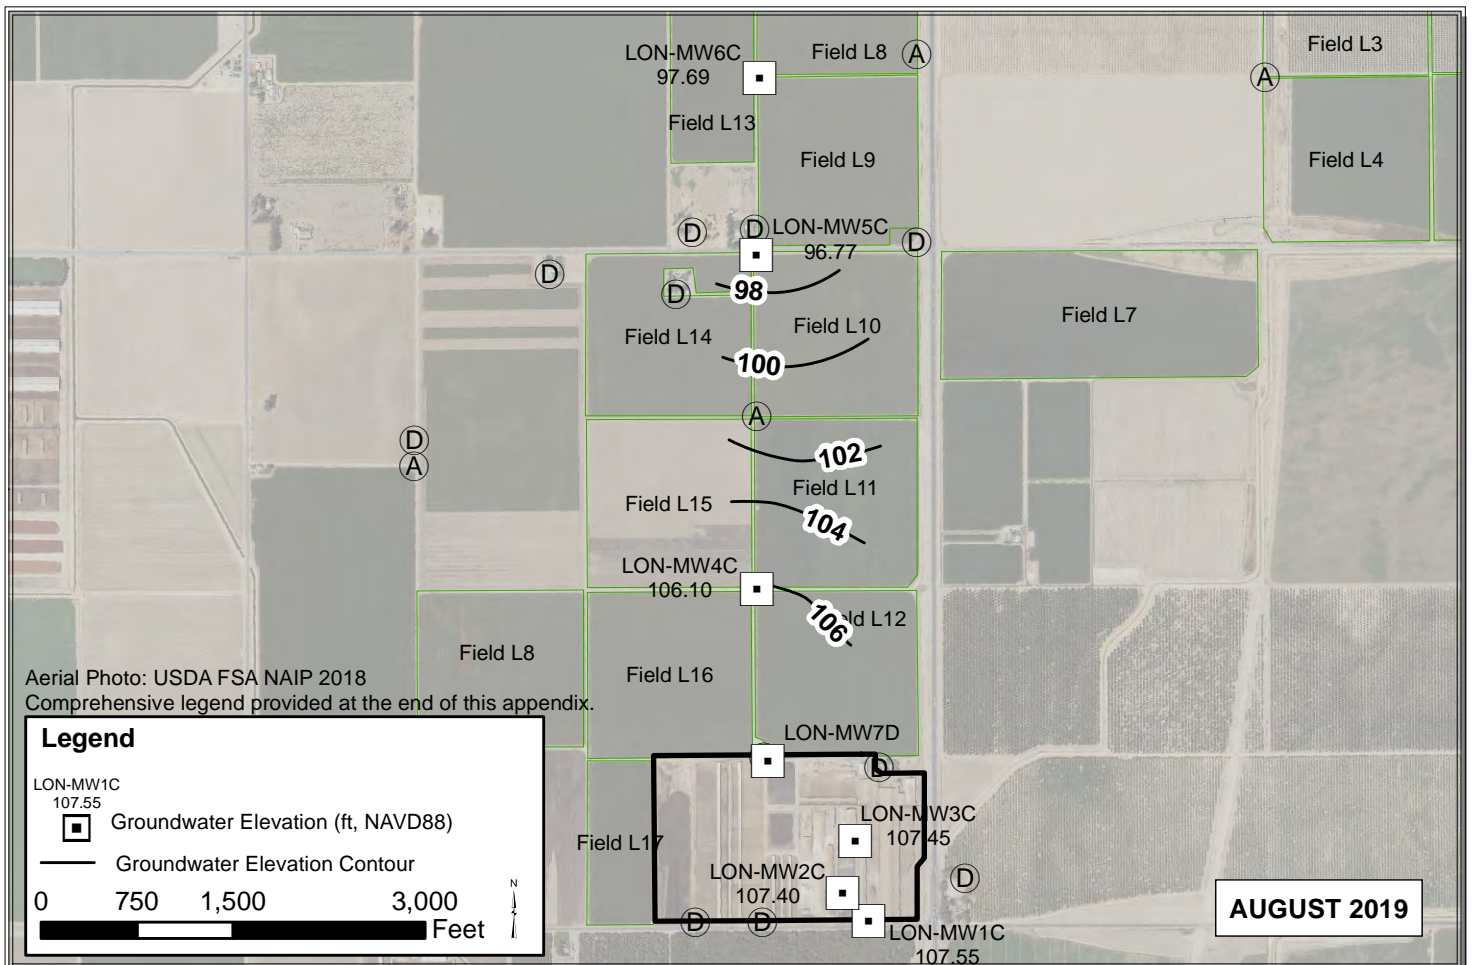 LON-MW6C
97.69
Field L8
A
Field L3
A
Field L13
Field L9
Field L4
D
D
LON-MW5C
96.77
D
D
D
98
Field L14
Field L10
Field L7
100
A
D
A
102
Field L15
Field L11
104
LON-MW4C
106.10
106
ld L12
Field L8
Field L16
Aerial Photo: USDA FSA NAIP 2018
Comprehensive legend provided at the end of this appendix.
LON-MW7D
D
Legend
LON-MW1C
107.55
Groundwater Elevation (ft, NAVD88)
Groundwater Elevation Contour
0 750 1,500 3,000
Feet
N
Field L17
LON-MW3C
107.45
LON-MW2C
107.40
D
D
D
LON-MW1C
107.55
AUGUST 2019